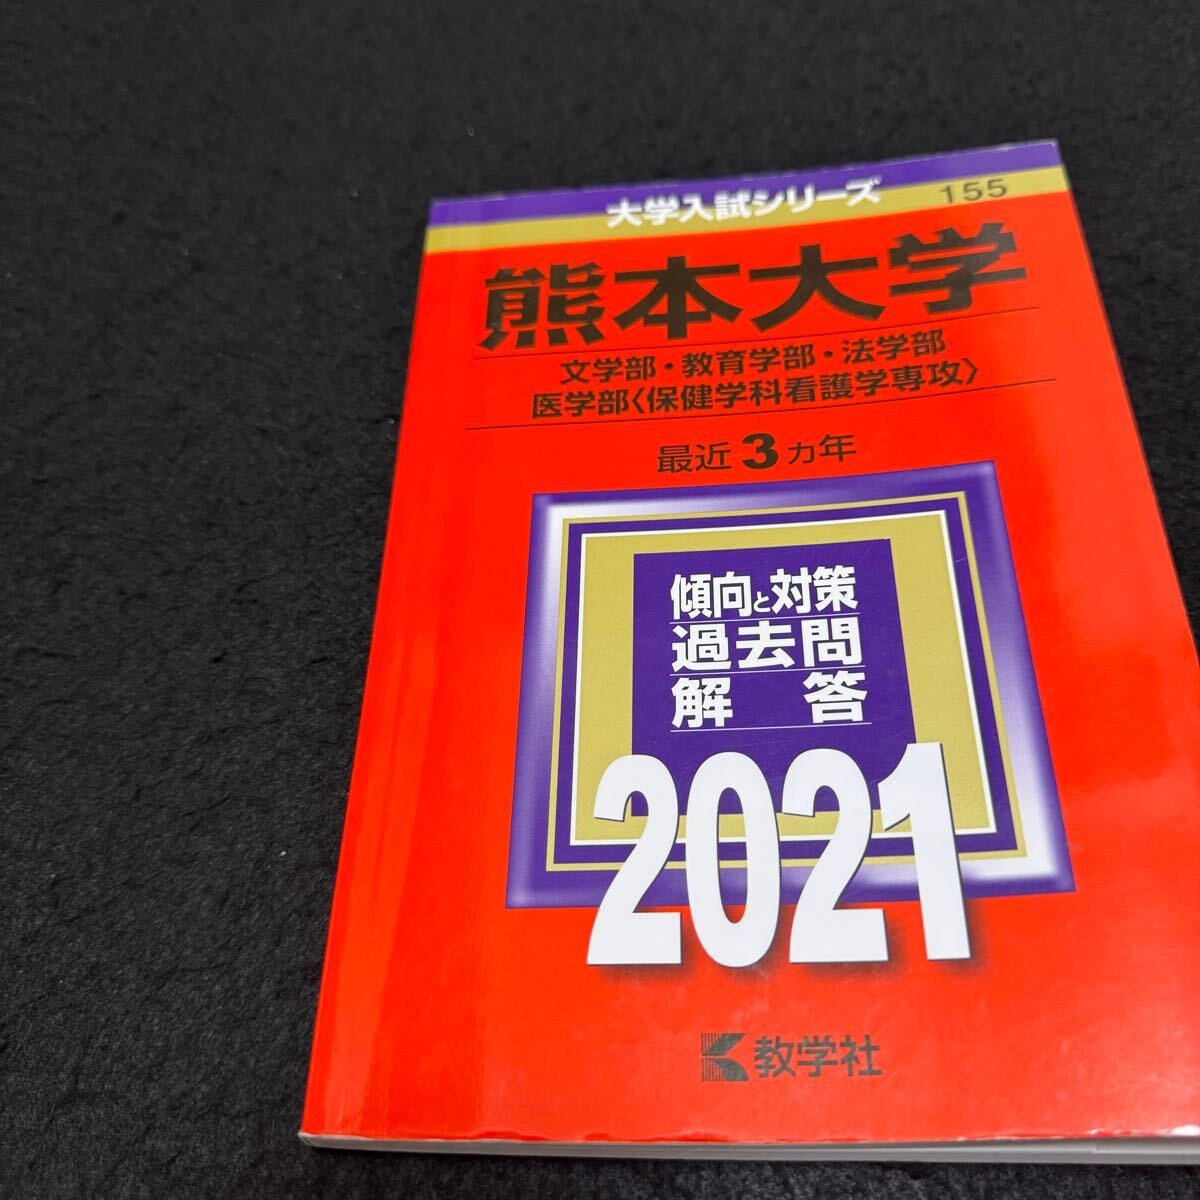 大学入試シリーズ 155
熊本大学
文学部・教育学部・法学部
医学部〈保健学科看護学専攻〉
最近3カ年
傾向と対策
過去問
解答
2021
教学社